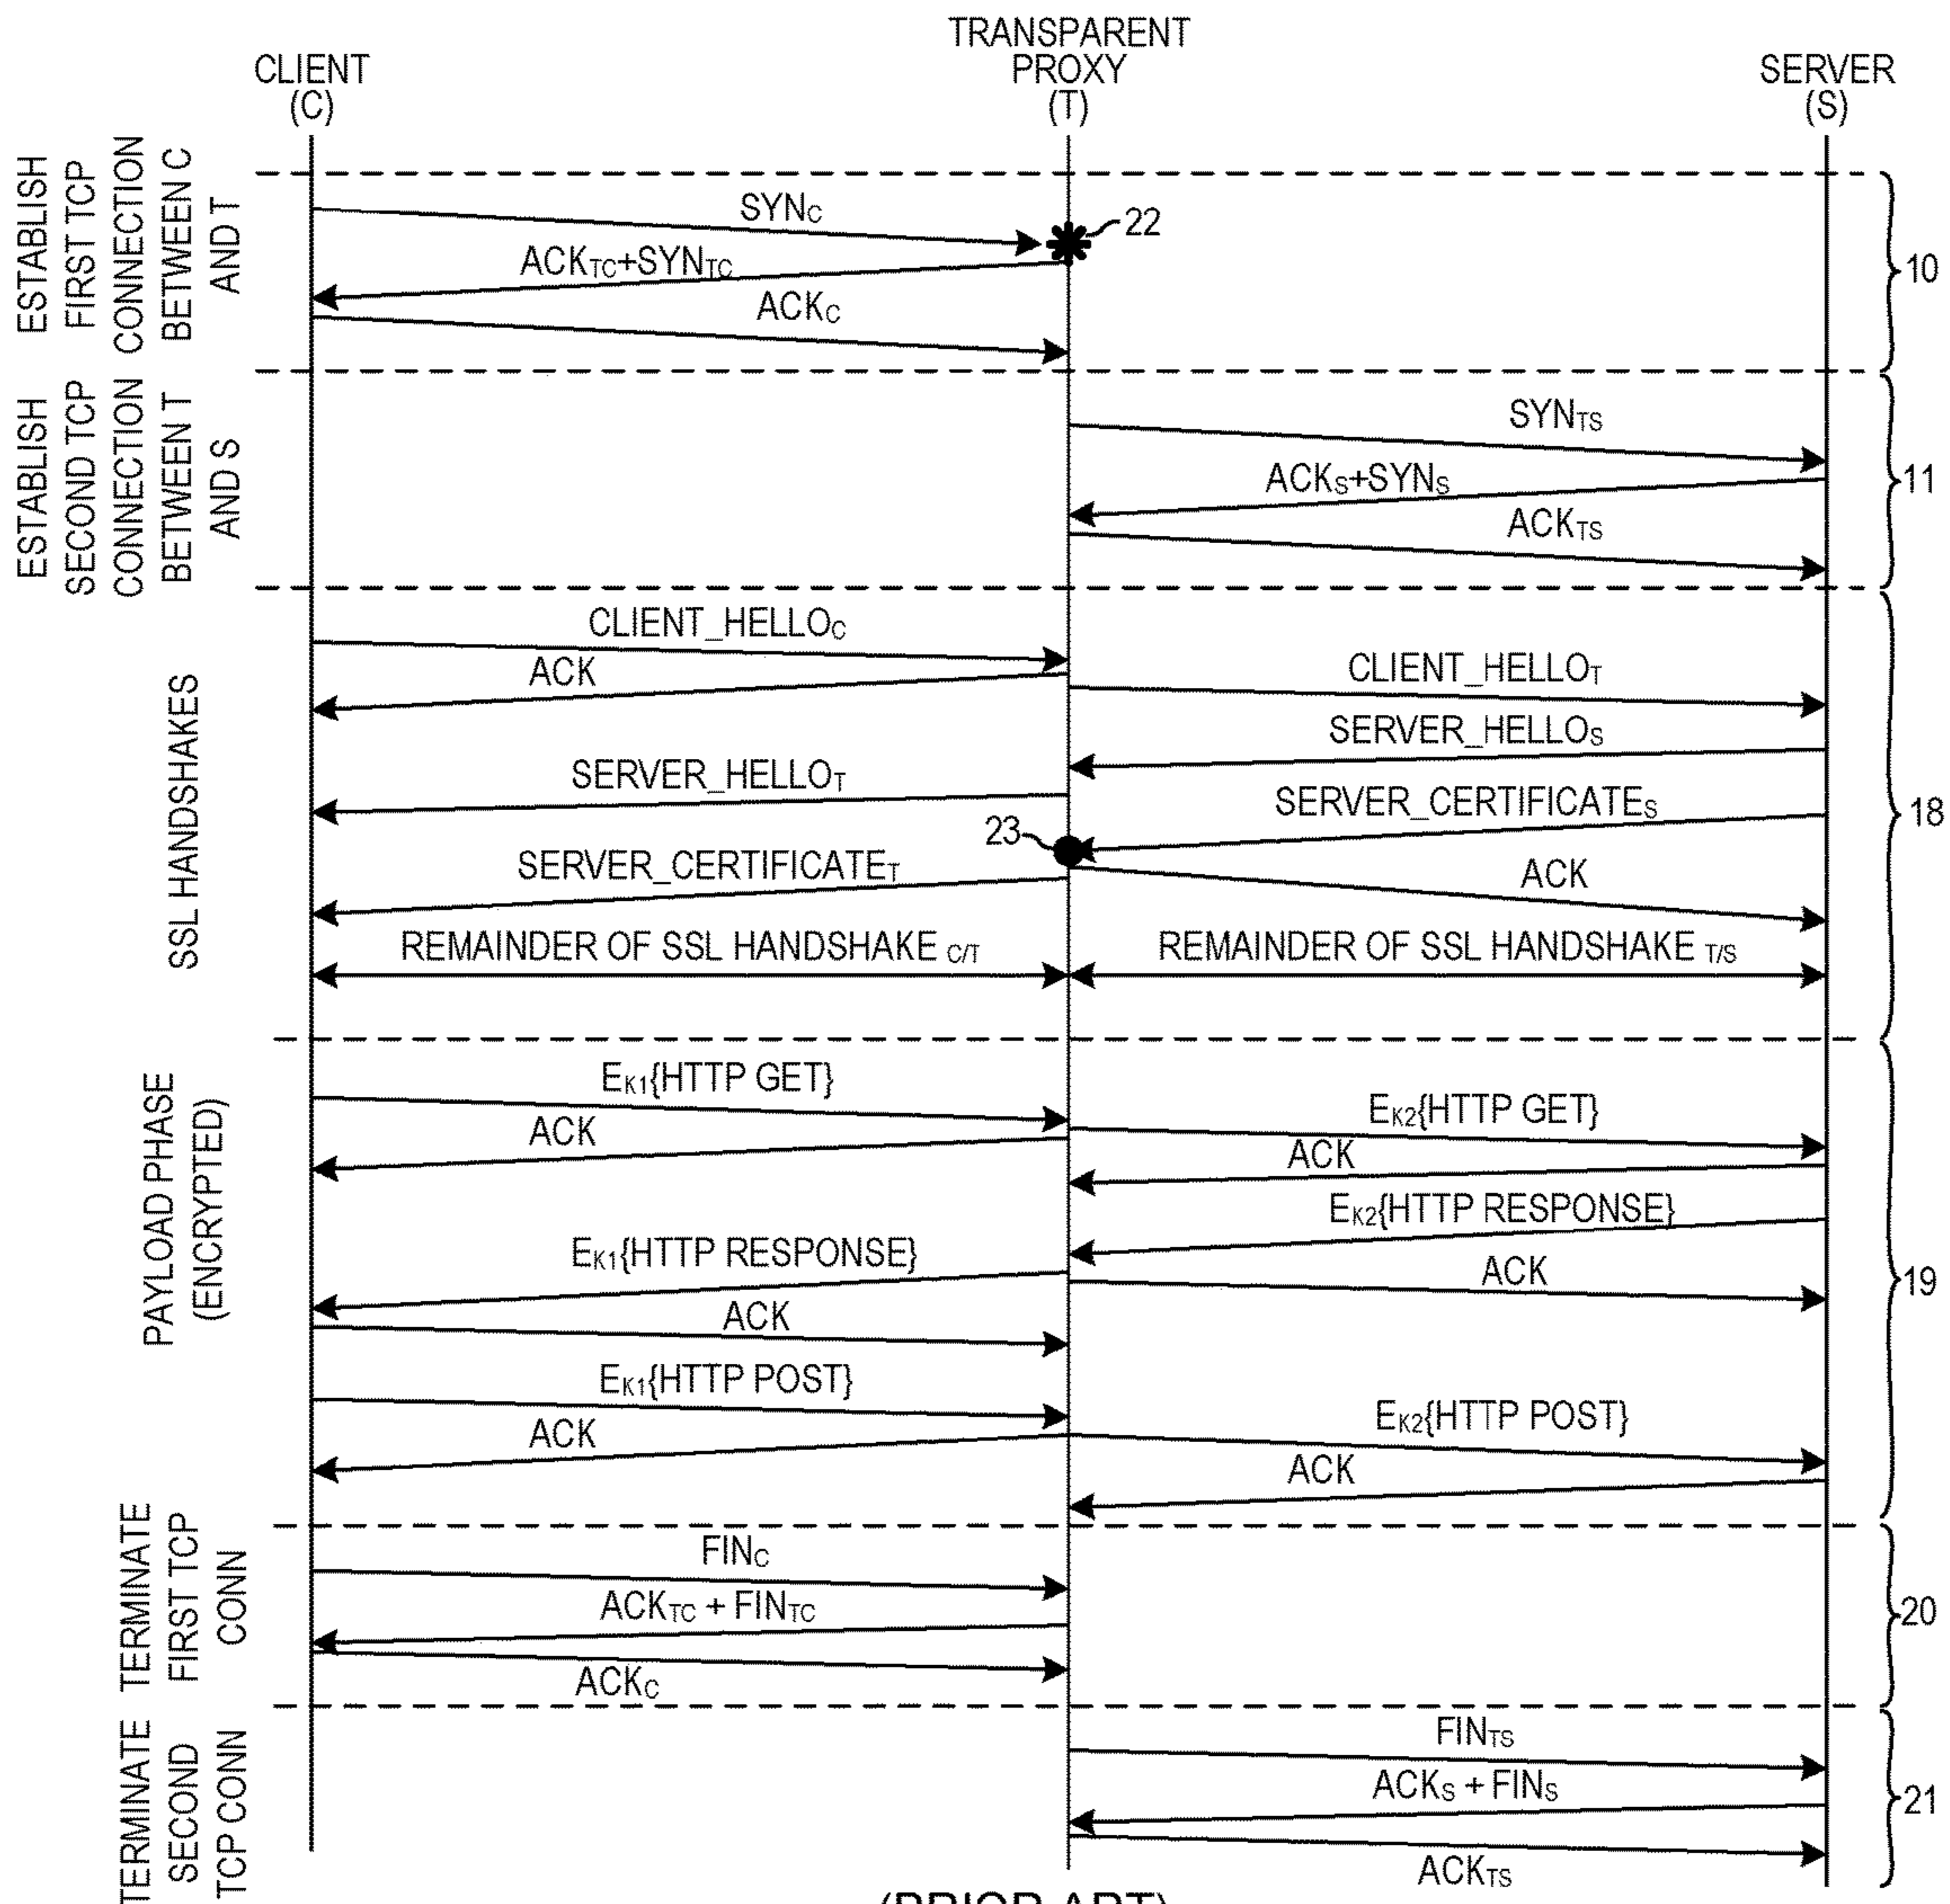 TRANSPARENT
PROXY
(T)
CLIENT
(C)
SERVER
(S)
ESTABLISH
FIRST TCP
CONNECTION
BETWEEN C
AND T
SYNC
22
ACKTC+SYNTC
ACKC
10
ESTABLISH
SECOND TCP
CONNECTION
BETWEEN T
AND S
SYNTS
ACKS+SYNS
ACKTS
11
SSL HANDSHAKES
CLIENT_HELLOC
ACK
CLIENT_HELLOT
SERVER_HELLOS
SERVER_HELLOT
SERVER_CERTIFICATES
23
SERVER_CERTIFICATET
ACK
REMAINDER OF SSL HANDSHAKE C/T
REMAINDER OF SSL HANDSHAKE T/S
18
PAYLOAD PHASE
(ENCRYPTED)
EK1{HTTP GET}
EK2{HTTP GET}
ACK
ACK
EK2{HTTP RESPONSE}
EK1{HTTP RESPONSE}
ACK
ACK
EK1{HTTP POST}
EK2{HTTP POST}
ACK
ACK
19
TERMINATE
FIRST TCP
CONN
FINC
ACKTC + FINTC
ACKC
20
TERMINATE
SECOND
TCP CONN
FINTS
ACKS + FINS
ACKTS
21
(PRIOR ART)